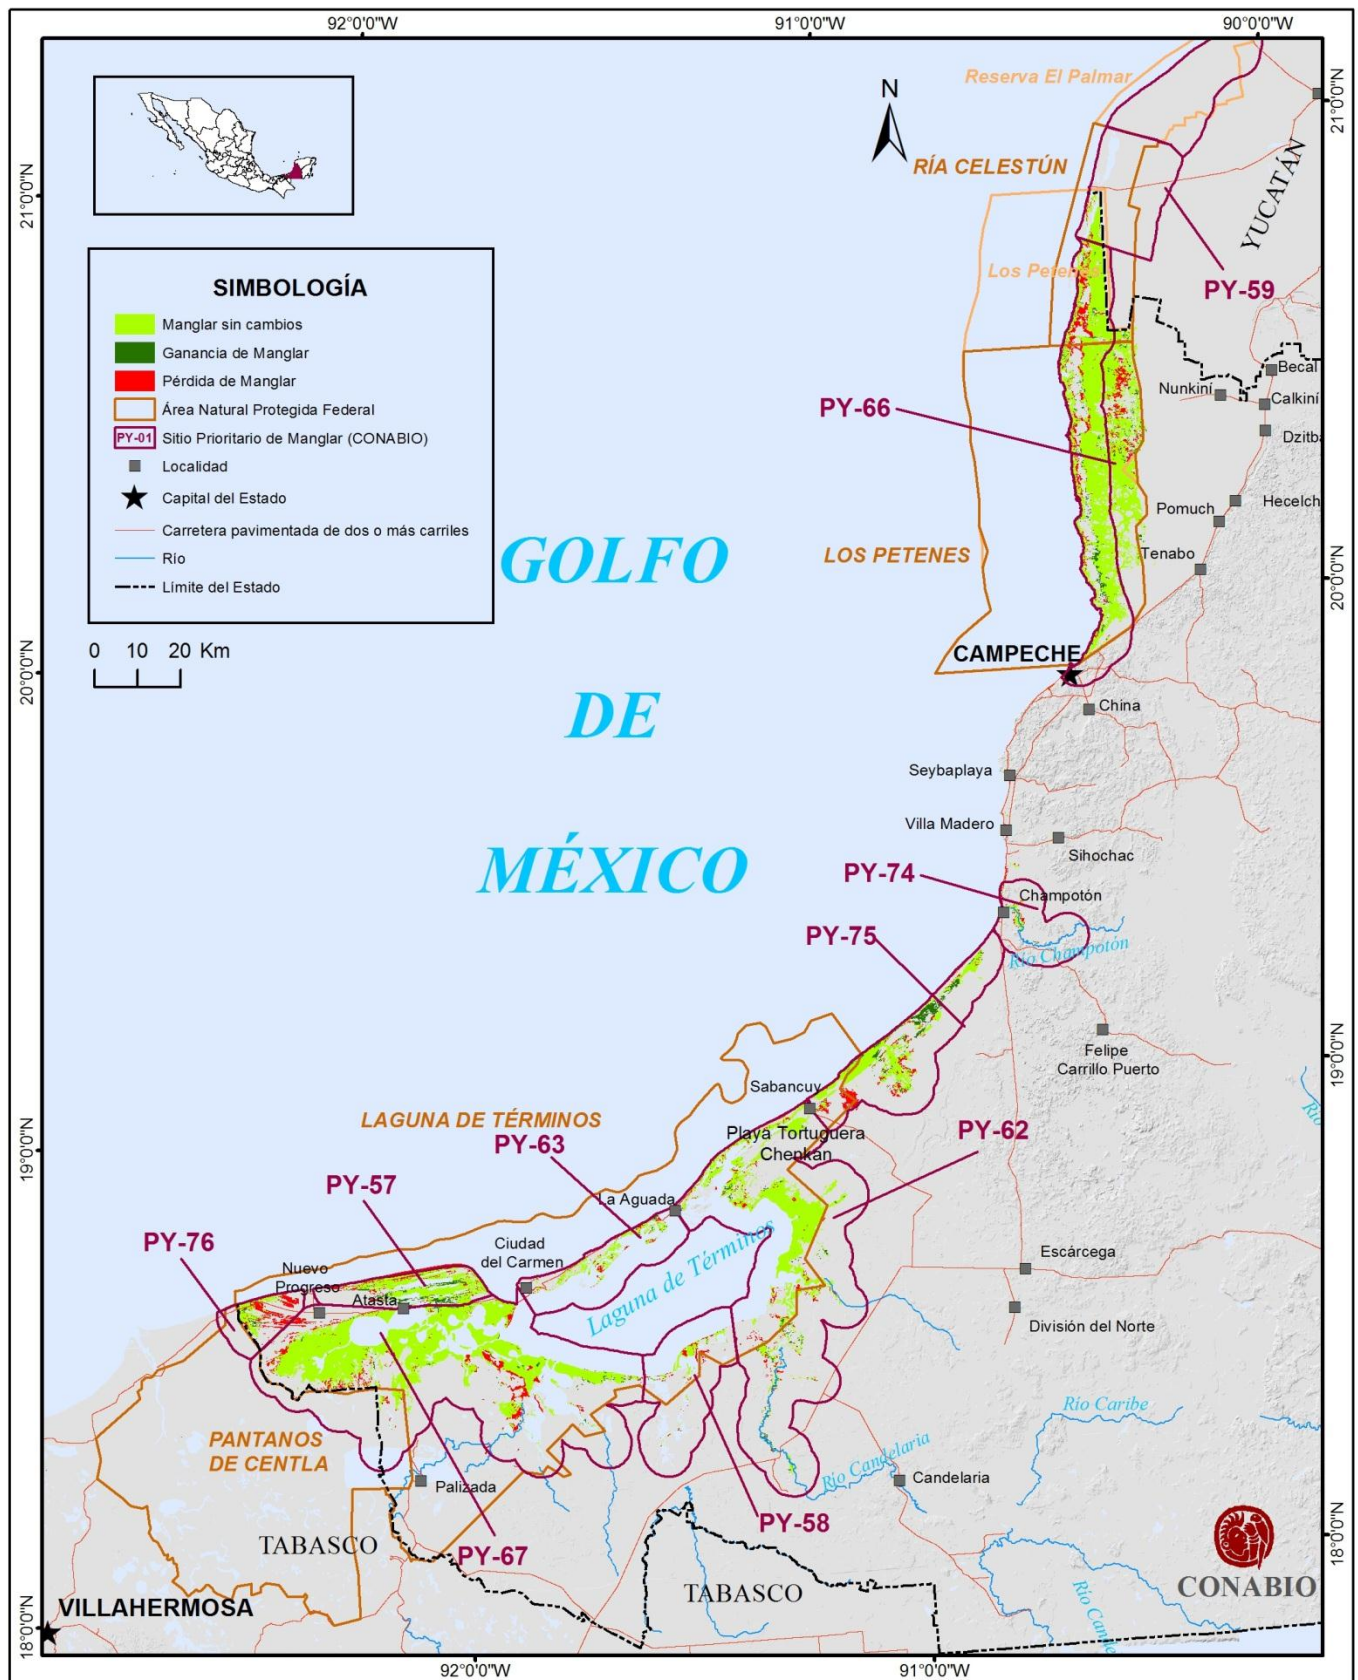 92°0'0"W
91°0'0"W
90°0'0"W
21°0'0"N
20°0'0"N
19°0'0"N
18°0'0"N
21°0'0"N
20°0'0"N
19°0'0"N
18°0'0"N
92°0'0"W
91°0'0"W
N
SIMBOLOGÍA
Manglar sin cambios
Ganancia de Manglar
Pérdida de Manglar
Área Natural Protegida Federal
PY-01 Sitio Prioritario de Manglar (CONABIO)
Localidad
Capital del Estado
Carretera pavimentada de dos o más carriles
Río
Límite del Estado
0 10 20 Km
Reserva El Palmar
RÍA CELESTÚN
YUCATÁN
Los Petenes
PY-59
Becal
Nunkiní
Calkiní
PY-66
Dzitba
Hecelch
Pomuch
Tenabo
LOS PETENES
GOLFO
DE
MÉXICO
CAMPECHE
China
Seybaplaya
Villa Madero
Sihochac
PY-74
Champotón
PY-75
Río Champotón
Felipe
Carrillo Puerto
Sabancuy
LAGUNA DE TÉRMINOS
Playa Tortuguera
Chenkán
PY-62
PY-63
Río
PY-57
La Aguada
PY-76
Ciudad
del Carmen
Nuevo
Progreso
Atasta
Laguna de Términos
Escárcega
División del Norte
Río Caribe
PANTANOS
DE CENTLA
Palizada
Río Candelaria
Candelaria
PY-58
TABASCO
PY-67
TABASCO
VILLAHERMOSA
Río Cande
CONABIO